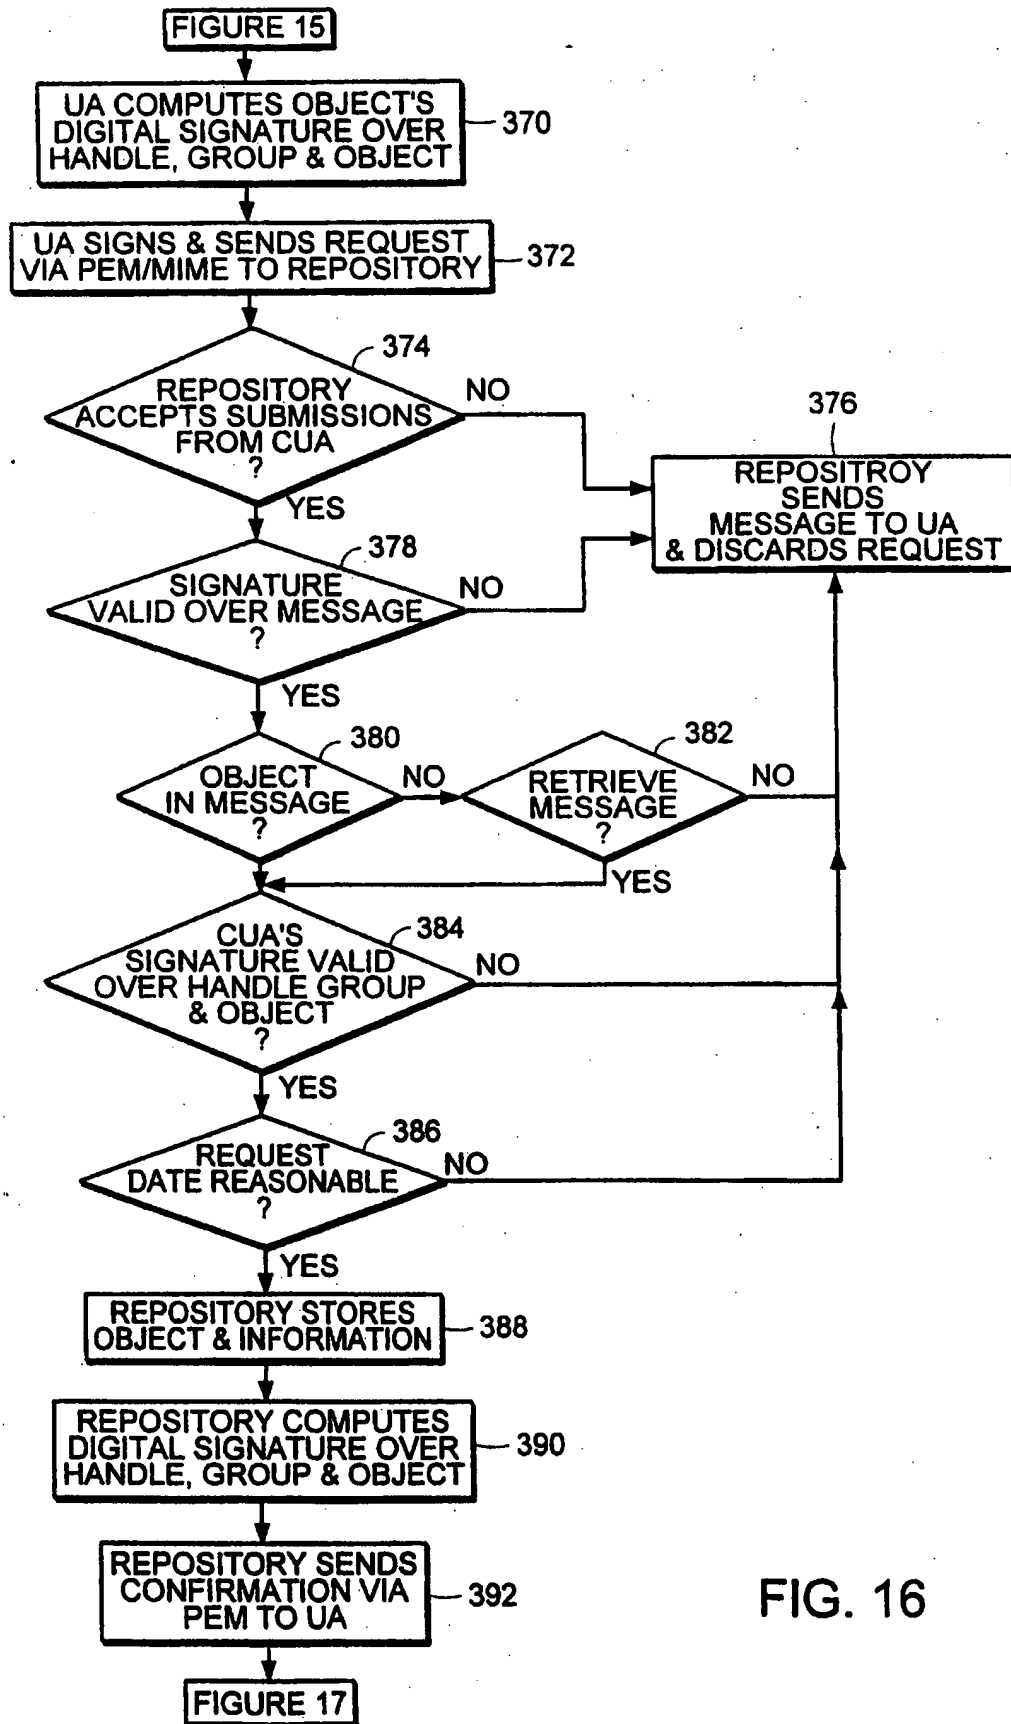 FIGURE 15
UA COMPUTES OBJECT'S
DIGITAL SIGNATURE OVER
HANDLE, GROUP & OBJECT
370
UA SIGNS & SENDS REQUEST
VIA PEM/MIME TO REPOSITORY
372
374
REPOSITORY
ACCEPTS SUBMISSIONS
FROM CUA
?
NO
YES
376
REPOSITROY
SENDS
MESSAGE TO UA
& DISCARDS REQUEST
378
SIGNATURE
VALID OVER MESSAGE
?
NO
YES
380
OBJECT
IN MESSAGE
?
NO
382
RETRIEVE
MESSAGE
?
NO
YES
384
CUA'S
SIGNATURE VALID
OVER HANDLE GROUP
& OBJECT
?
NO
YES
386
REQUEST
DATE REASONABLE
?
NO
YES
REPOSITORY STORES
OBJECT & INFORMATION
388
REPOSITORY COMPUTES
DIGITAL SIGNATURE OVER
HANDLE, GROUP & OBJECT
390
REPOSITORY SENDS
CONFIRMATION VIA
PEM TO UA
392
FIGURE 17
FIG. 16